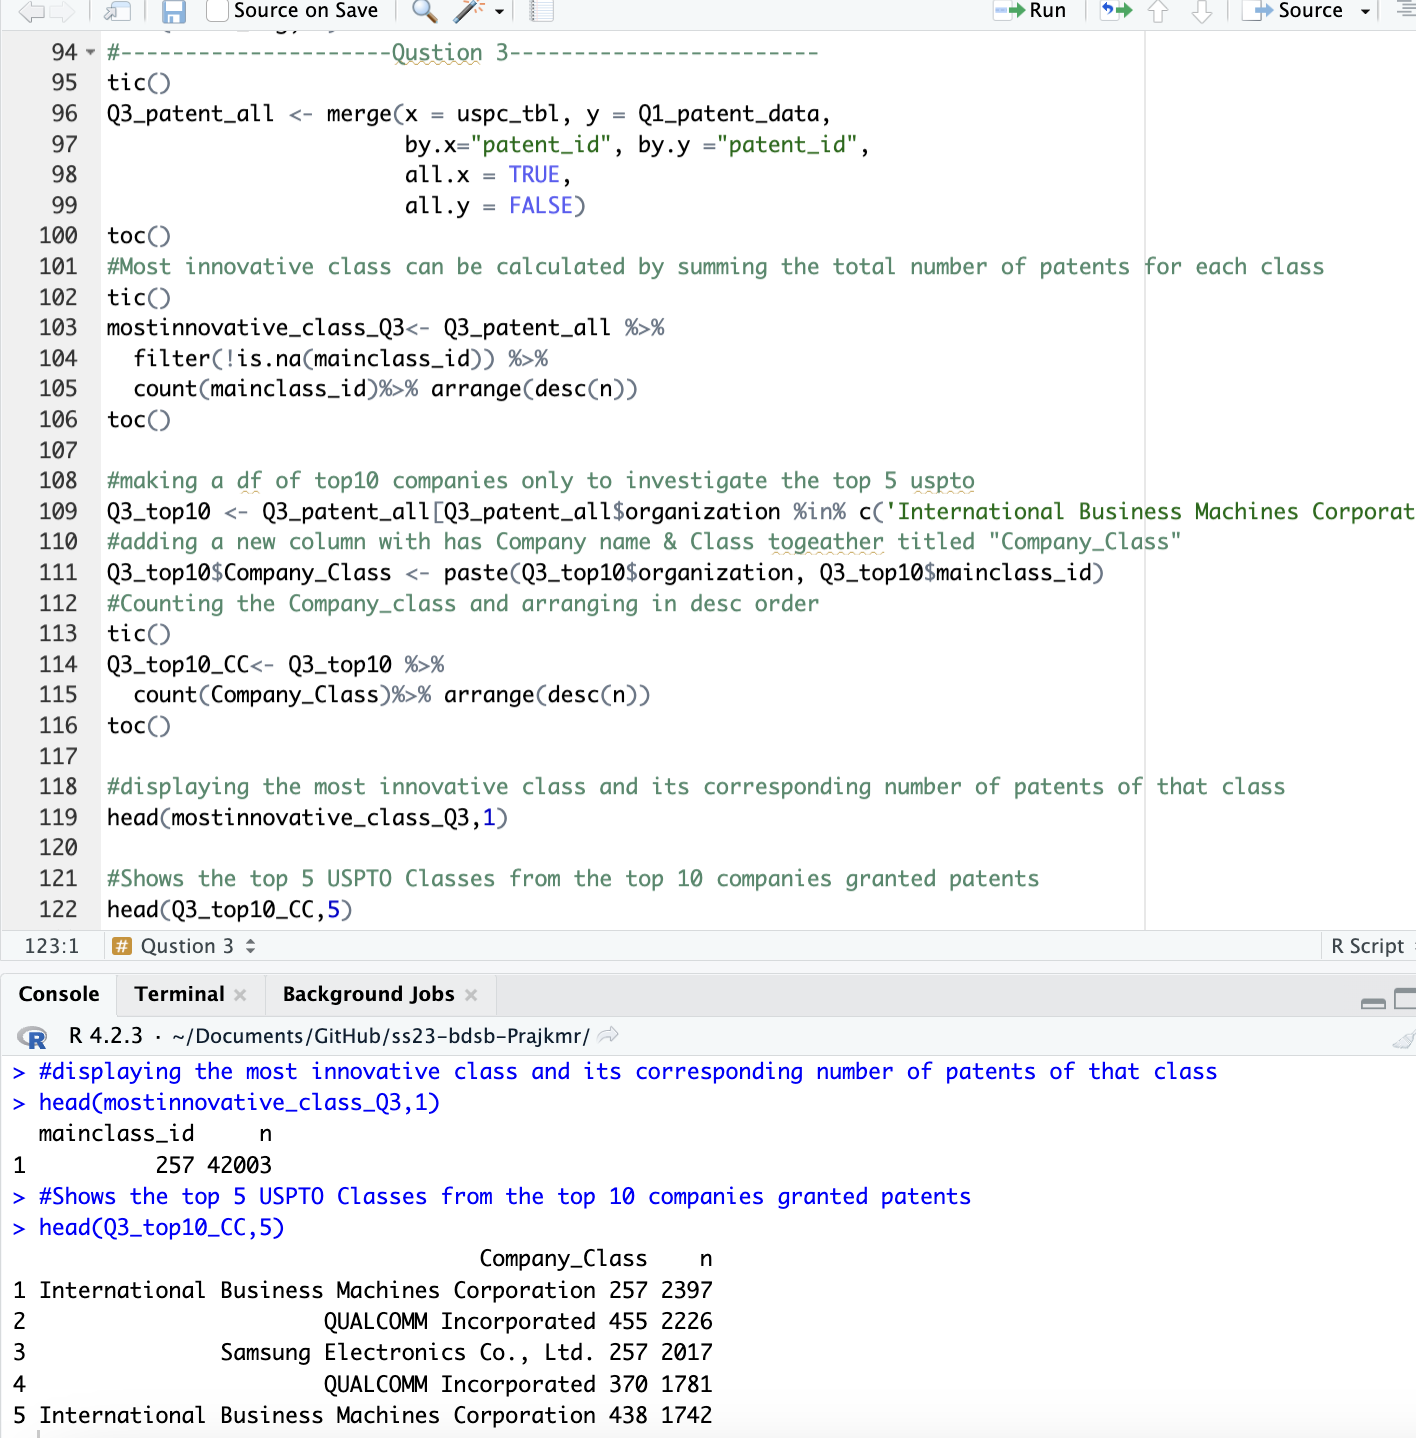 Source on Save
Run
Source
94 #---------------------Qustion 3------------------------
95 tic()
96 Q3_patent_all <- merge(x = uspc_tbl, y = Q1_patent_data,
97 by.x="patent_id", by.y ="patent_id",
98 all.x = TRUE,
99 all.y = FALSE)
100 toc()
101 #Most innovative class can be calculated by summing the total number of patents for each class
102 tic()
103 mostinnovative_class_Q3<- Q3_patent_all %>%
104 filter(!is.na(mainclass_id)) %>%
105 count(mainclass_id)%>% arrange(desc(n))
106 toc()
107
108 #making a df of top10 companies only to investigate the top 5 uspto
109 Q3_top10 <- Q3_patent_all[Q3_patent_all$organization %in% c('International Business Machines Corporat
110 #adding a new column with has Company name & Class togeather titled "Company_Class"
111 Q3_top10$Company_Class <- paste(Q3_top10$organization, Q3_top10$mainclass_id)
112 #Counting the Company_class and arranging in desc order
113 tic()
114 Q3_top10_CC<- Q3_top10 %>%
115 count(Company_Class)%>% arrange(desc(n))
116 toc()
117
118 #displaying the most innovative class and its corresponding number of patents of that class
119 head(mostinnovative_class_Q3,1)
120
121 #Shows the top 5 USPTO Classes from the top 10 companies granted patents
122 head(Q3_top10_CC,5)
123:1 # Qustion 3 R Script
Console Terminal Background Jobs
R R 4.2.3 · ~/Documents/GitHub/ss23-bdsb-Prajkmr/
> #displaying the most innovative class and its corresponding number of patents of that class
> head(mostinnovative_class_Q3,1)
mainclass_id n
1 257 42003
> #Shows the top 5 USPTO Classes from the top 10 companies granted patents
> head(Q3_top10_CC,5)
Company_Class n
1 International Business Machines Corporation 257 2397
2 QUALCOMM Incorporated 455 2226
3 Samsung Electronics Co., Ltd. 257 2017
4 QUALCOMM Incorporated 370 1781
5 International Business Machines Corporation 438 1742